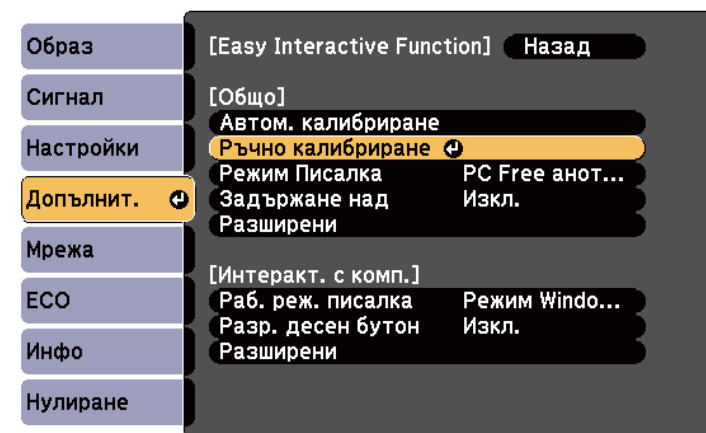 Образ
Сигнал
Настройки
Допълнит.
Мрежа
ECO
Инфо
Нулиране
[Easy Interactive Function] Назад
[Общо]
Автом. калибриране
Ръчно калибриране
Режим Писалка PC Free анот...
Задържане над Изкл.
Разширени
[Интеракт. с комп.]
Раб. реж. писалка Режим Windo...
Разр. десен бутон Изкл.
Разширени